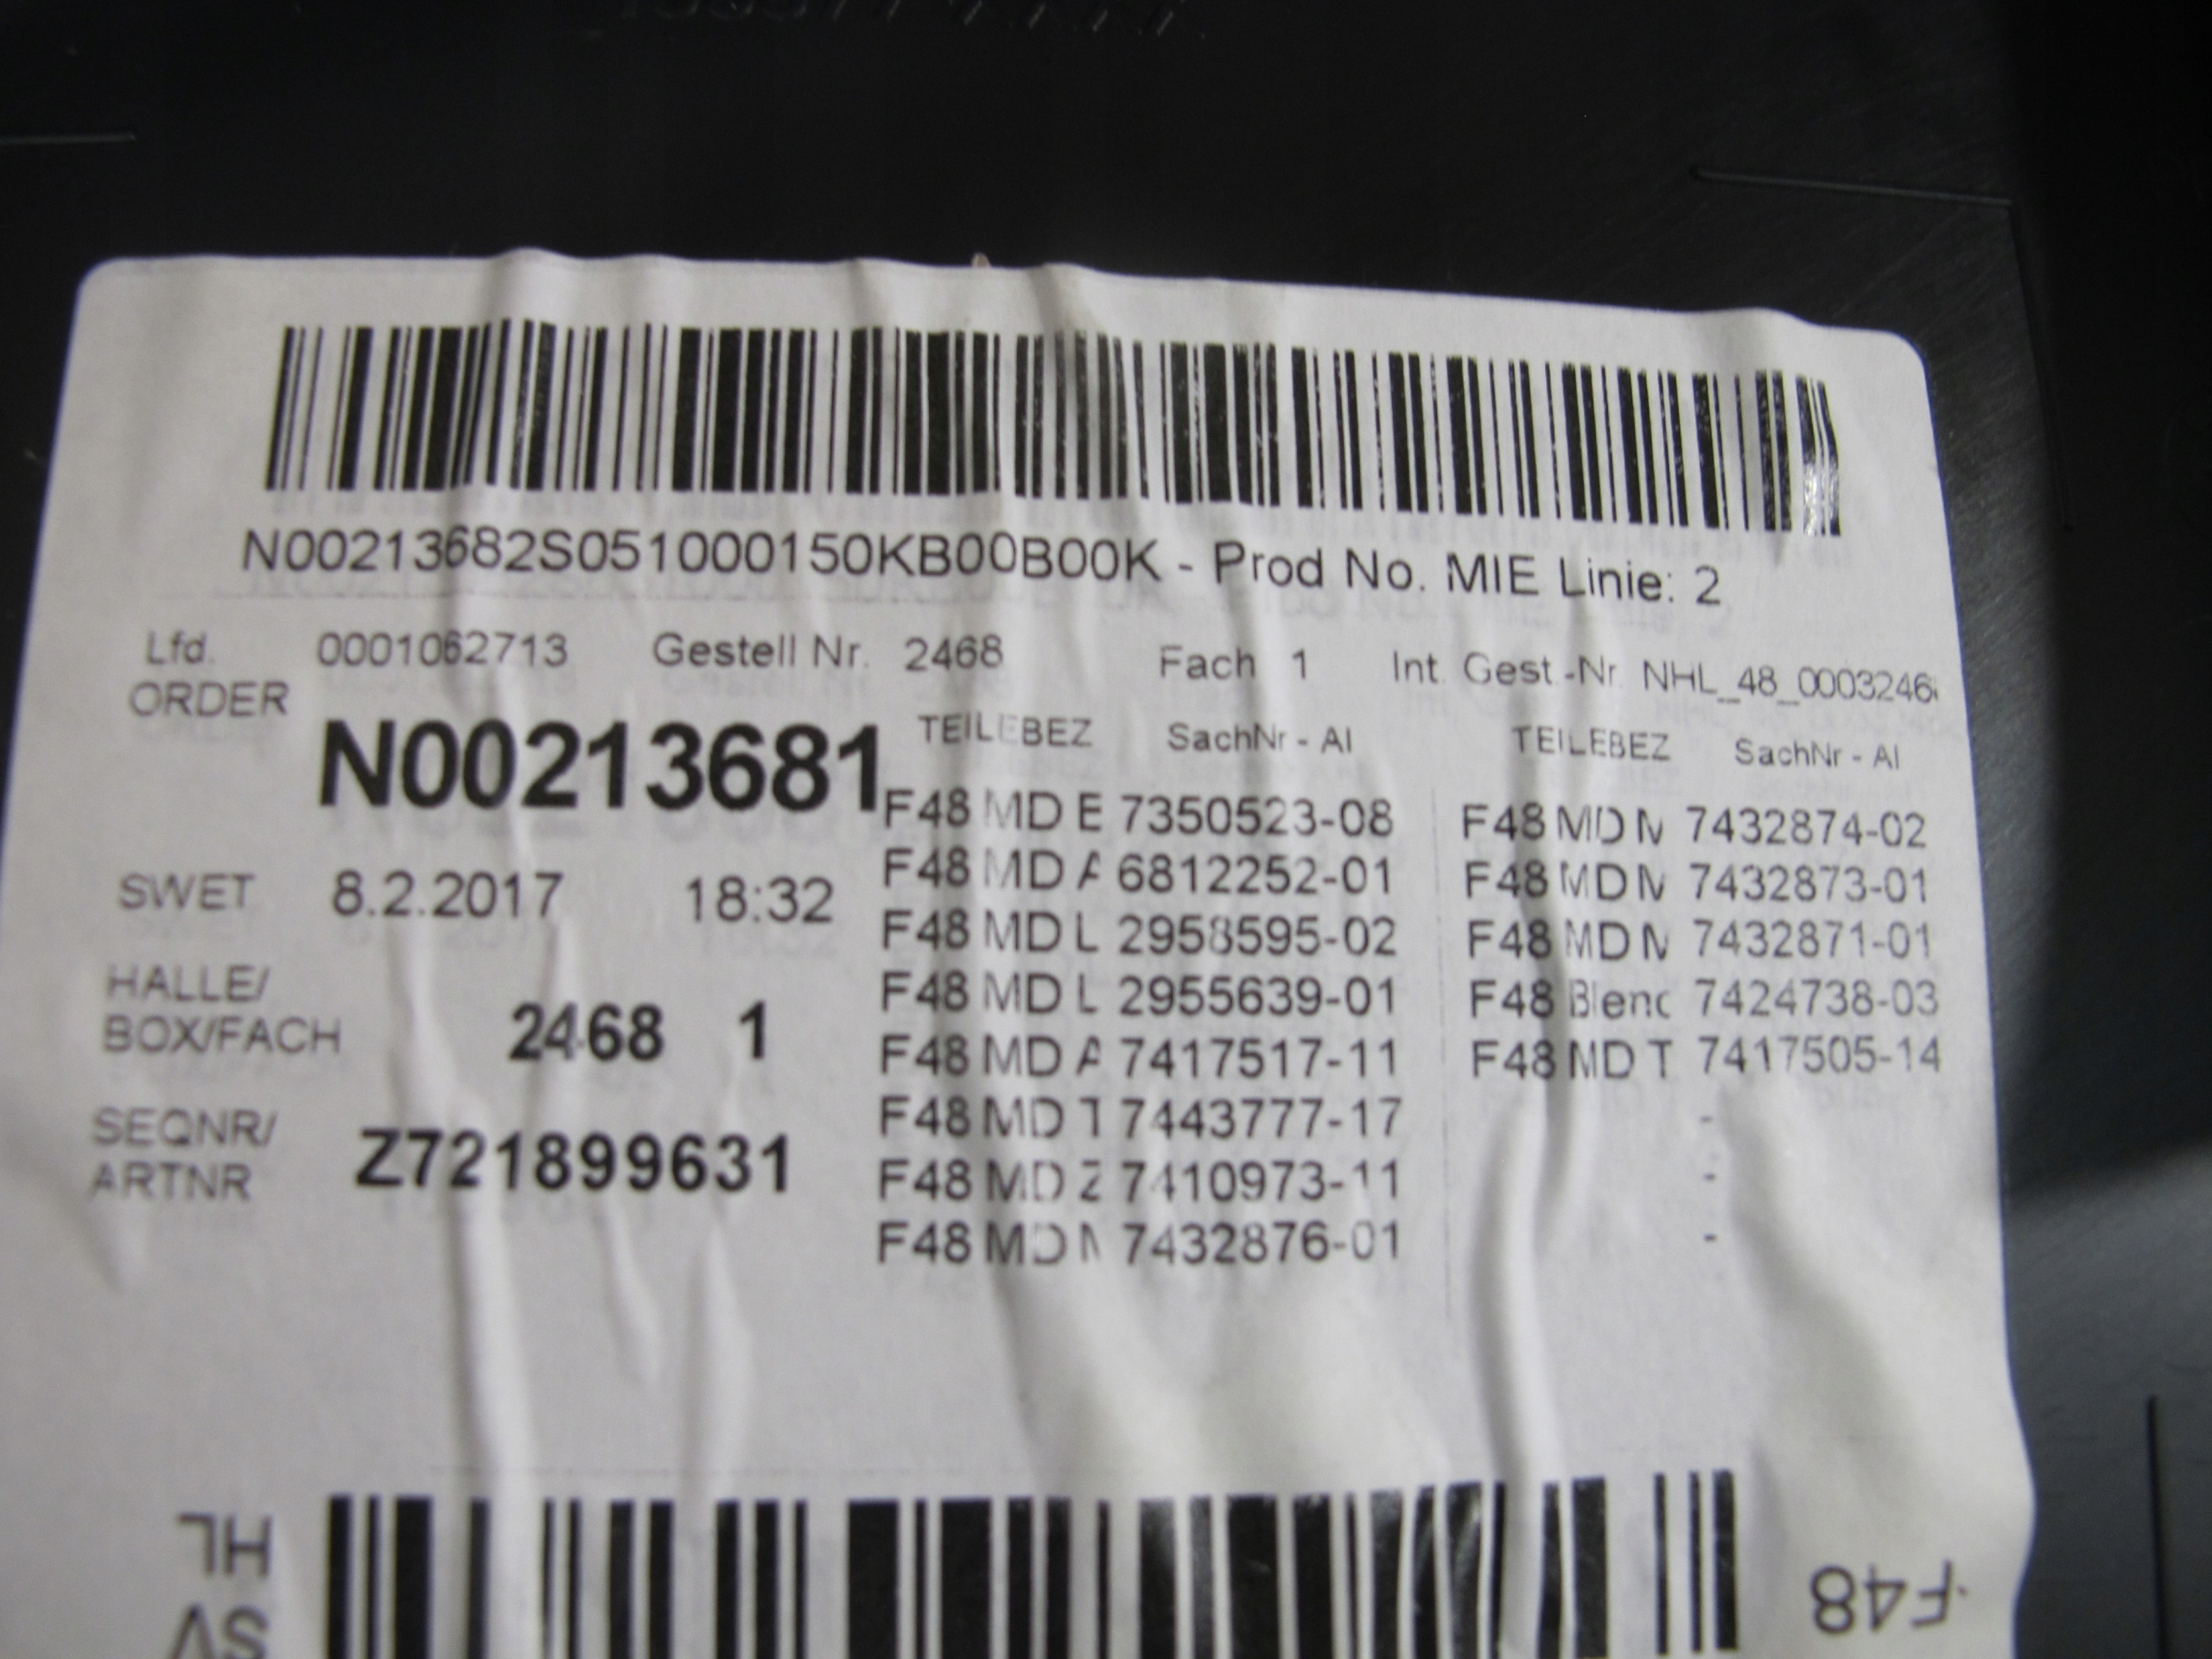 N00213682S051000150KB00B00K - Prod No. MIE Linie: 2
Lfd. 0001062713 Gestell Nr. 2468 Fach 1 Int. Gest.-Nr. NHL_48_0003246
ORDER N00213681
TEILEBEZ SachNr - AI TEILEBEZ SachNr - AI
F48 MD E 7350523-08 F48 MD M 7432874-02
F48 MD A 6812252-01 F48 MD M 7432873-01
SWET 8.2.2017 18:32
F48 MD L 2958595-02 F48 MD M 7432871-01
HALLE/
BOX/FACH 2468 1
F48 MD L 2955639-01 F48 Blend 7424738-03
F48 MD A 7417517-11 F48 MD T 7417505-14
SEQNR/
ARTNR Z721899631
F48 MD T 7443777-17 -
F48 MD Z 7410973-11 -
F48 MD M 7432876-01 -
HL
SV
F48